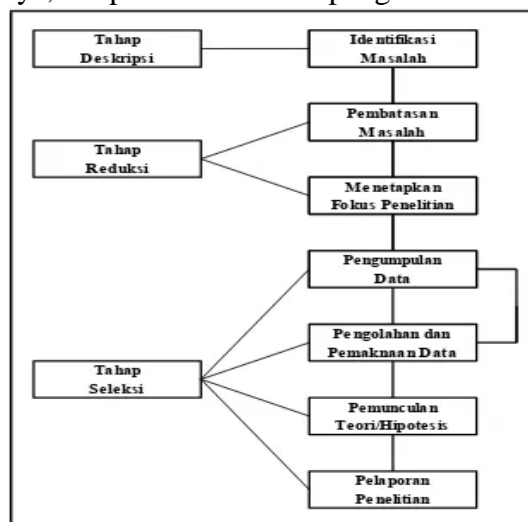 Tahap
Deskripsi
Identifikasi
Masalah
Pembatasan
Masalah
Tahap
Reduksi
Menetapkan
Fokus Penelitian
Pengumpulan
Data
Pengolahan dan
Pemaknaan Data
Tahap
Seleksi
Pemunculan
Teori/Hipotesis
Pelaporan
Penelitian